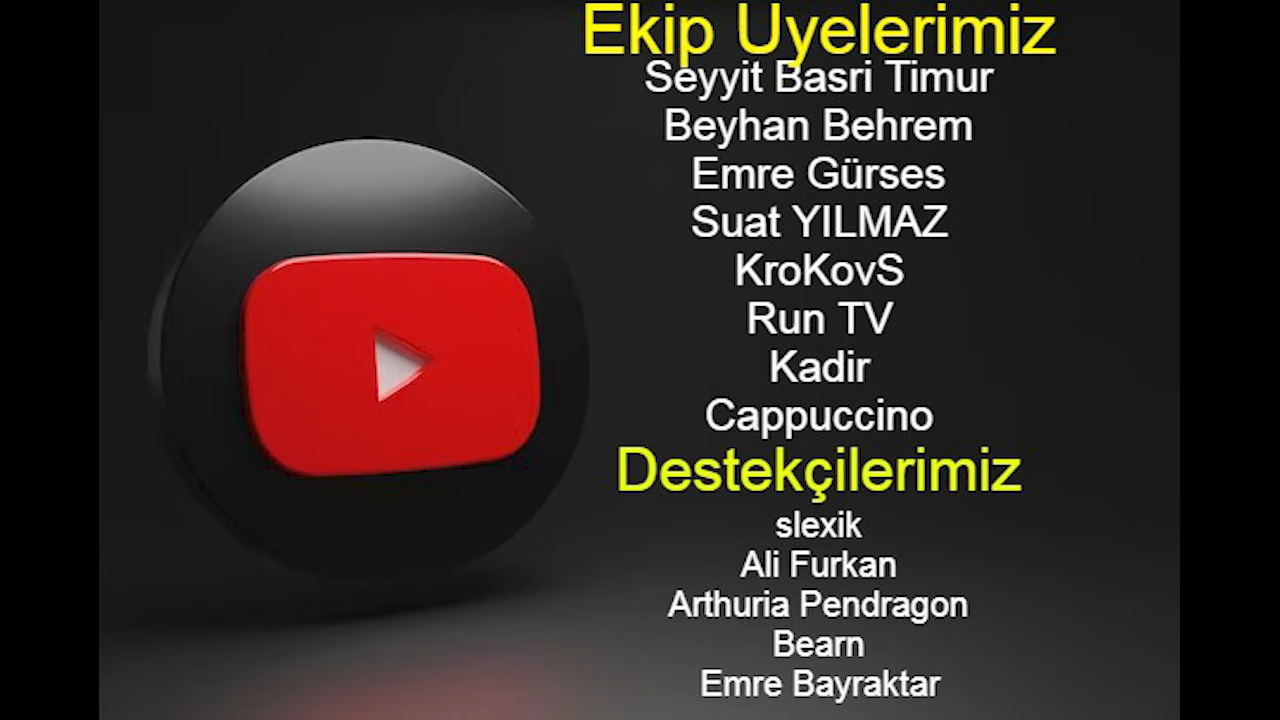 Ekip Üyelerimiz
Seyyit Basri Timur
Beyhan Behrem
Emre Gürses
Suat YILMAZ
KroKovS
Run TV
Kadir
Cappuccino
Destekçilerimiz
slexik
Ali Furkan
Arthuria Pendragon
Bearn
Emre Bayraktar